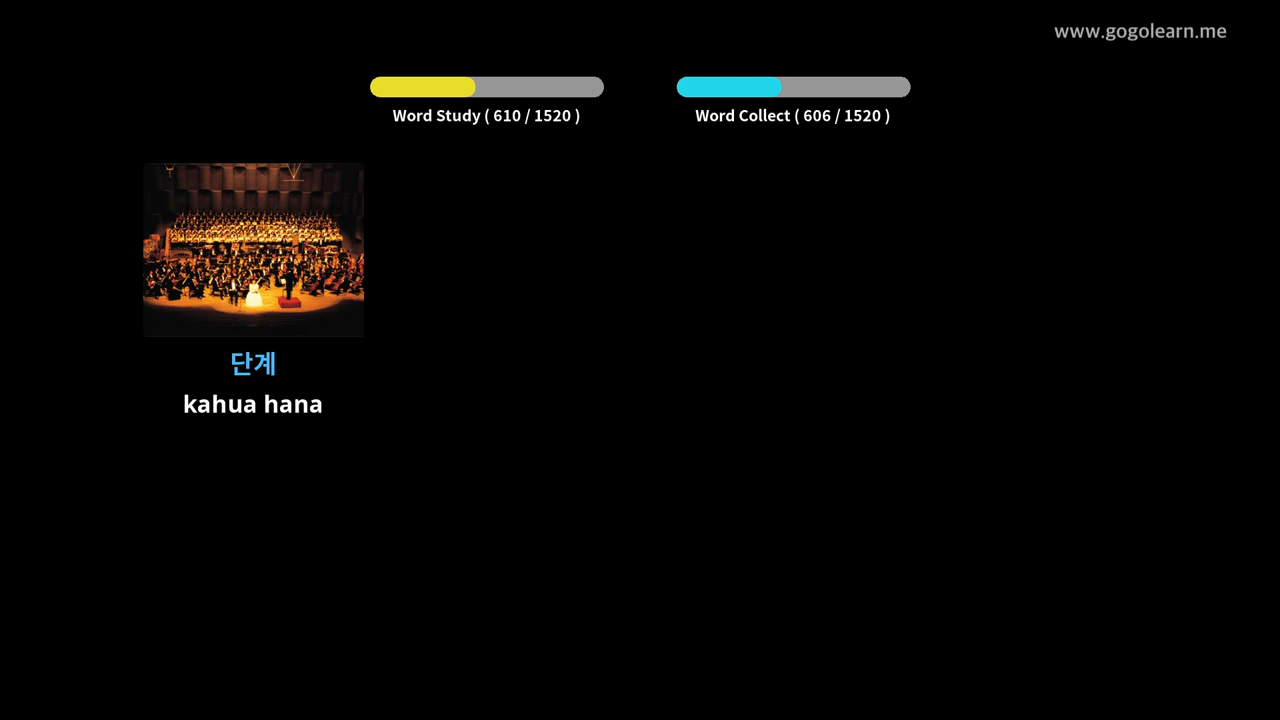 www.gogolearn.me
Word Study ( 610 / 1520 )
Word Collect ( 606 / 1520 )
단계
kahua hana